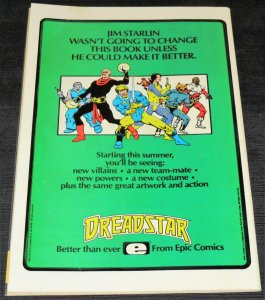 JIM STARLIN
WASN'T GOING TO CHANGE
THIS BOOK UNLESS
HE COULD MAKE IT BETTER.
Starting this summer,
you'll be seeing:
new villains • a new team-mate •
new powers • a new costume •
plus the same great artwork and action
DREADSTAR
Better than ever e From Epic Comics